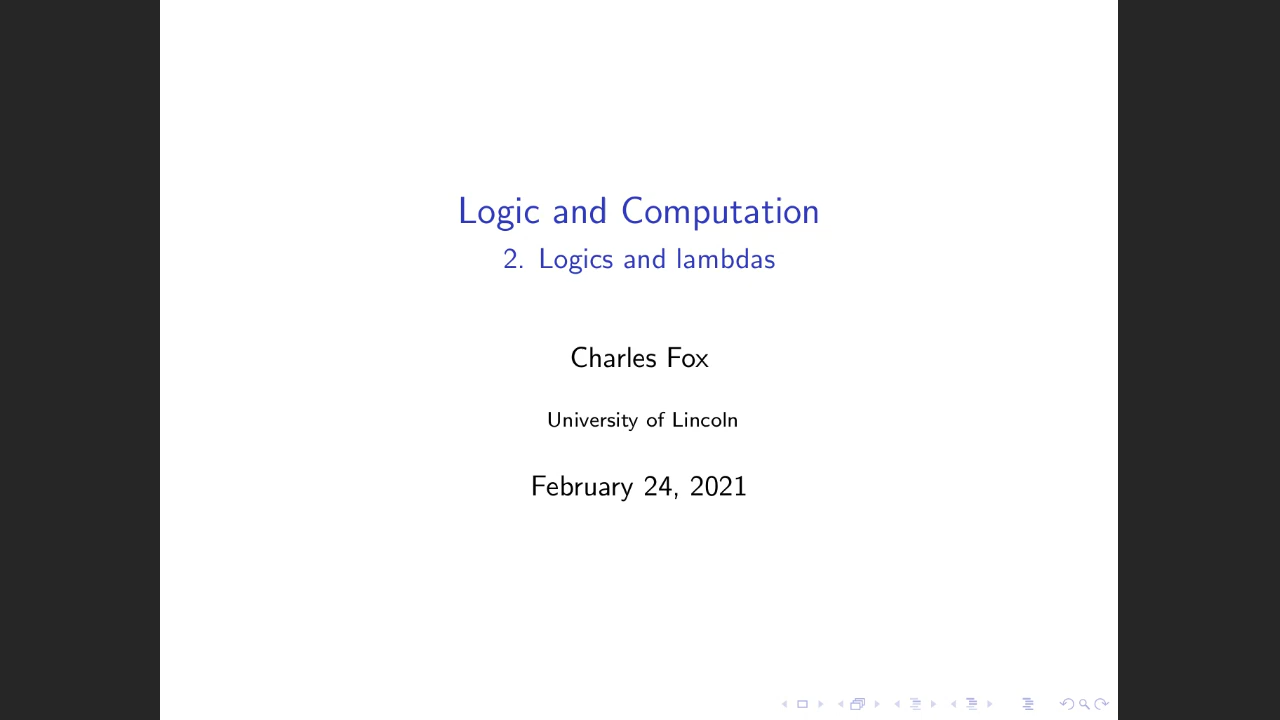 Logic and Computation
2. Logics and lambdas
Charles Fox
University of Lincoln
February 24, 2021